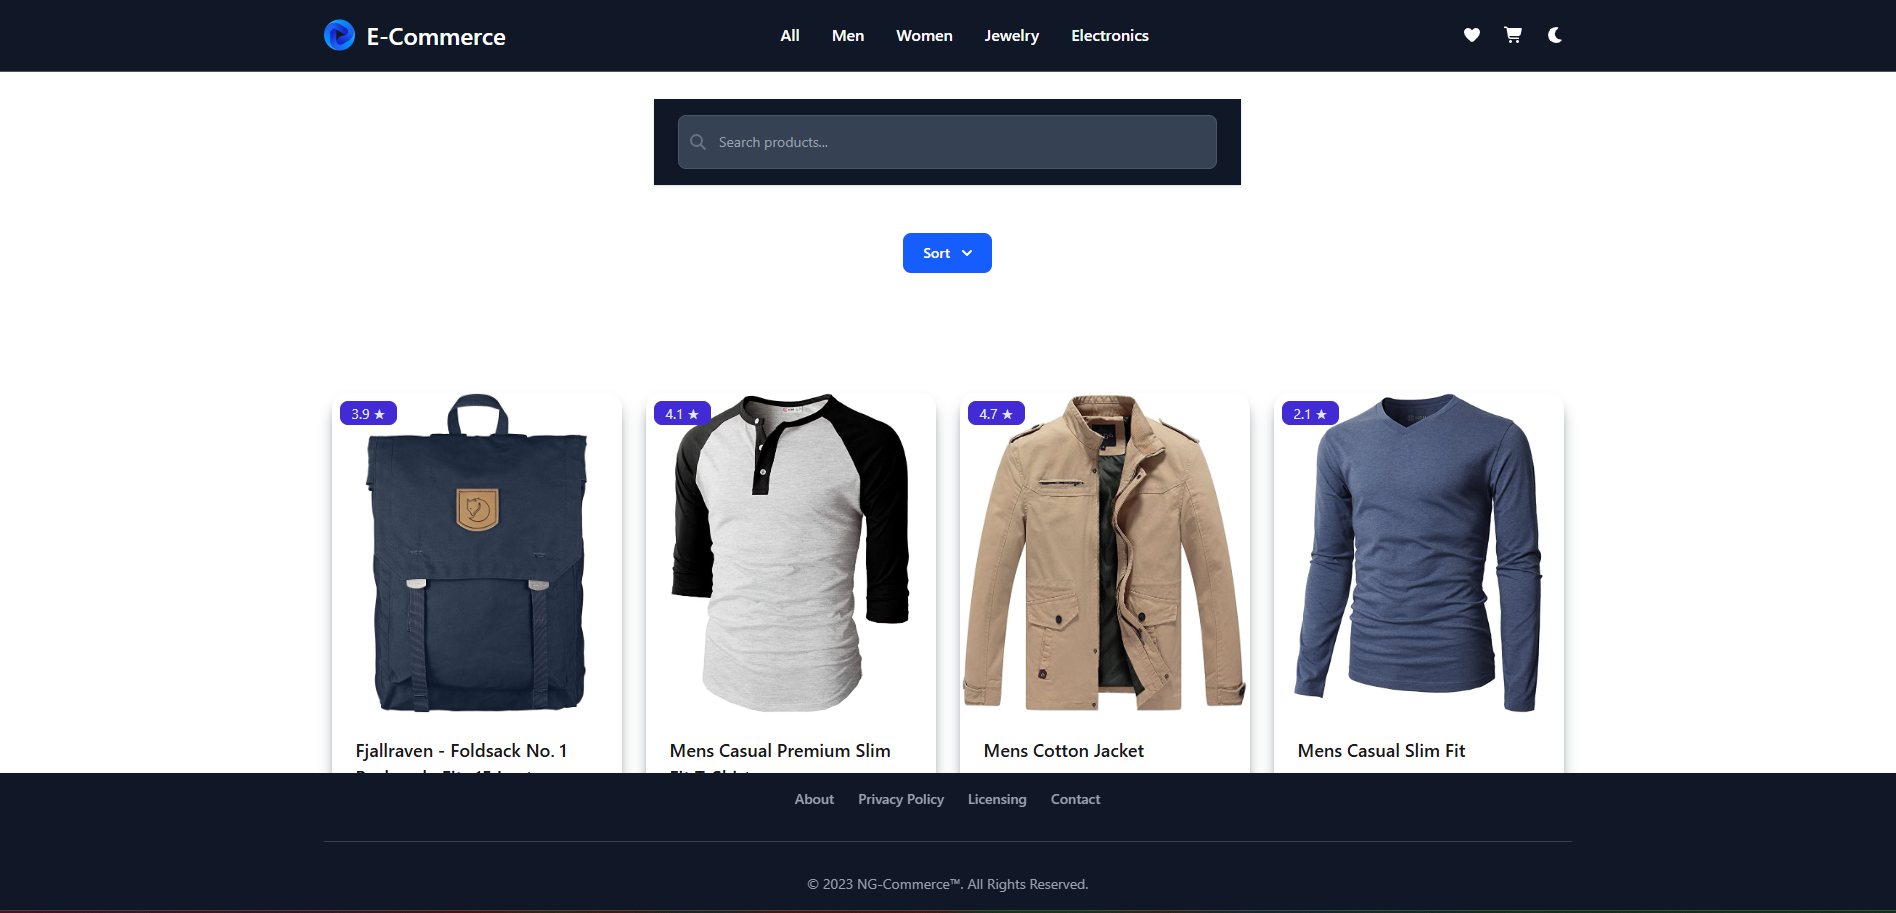 E-Commerce
All Men Women Jewelry Electronics
Search products...
Sort
3.9 ★
4.1 ★
4.7 ★
2.1 ★
Fjallraven - Foldsack No. 1
Mens Casual Premium Slim
Mens Cotton Jacket
Mens Casual Slim Fit
About Privacy Policy Licensing Contact
© 2023 NG-Commerce™. All Rights Reserved.